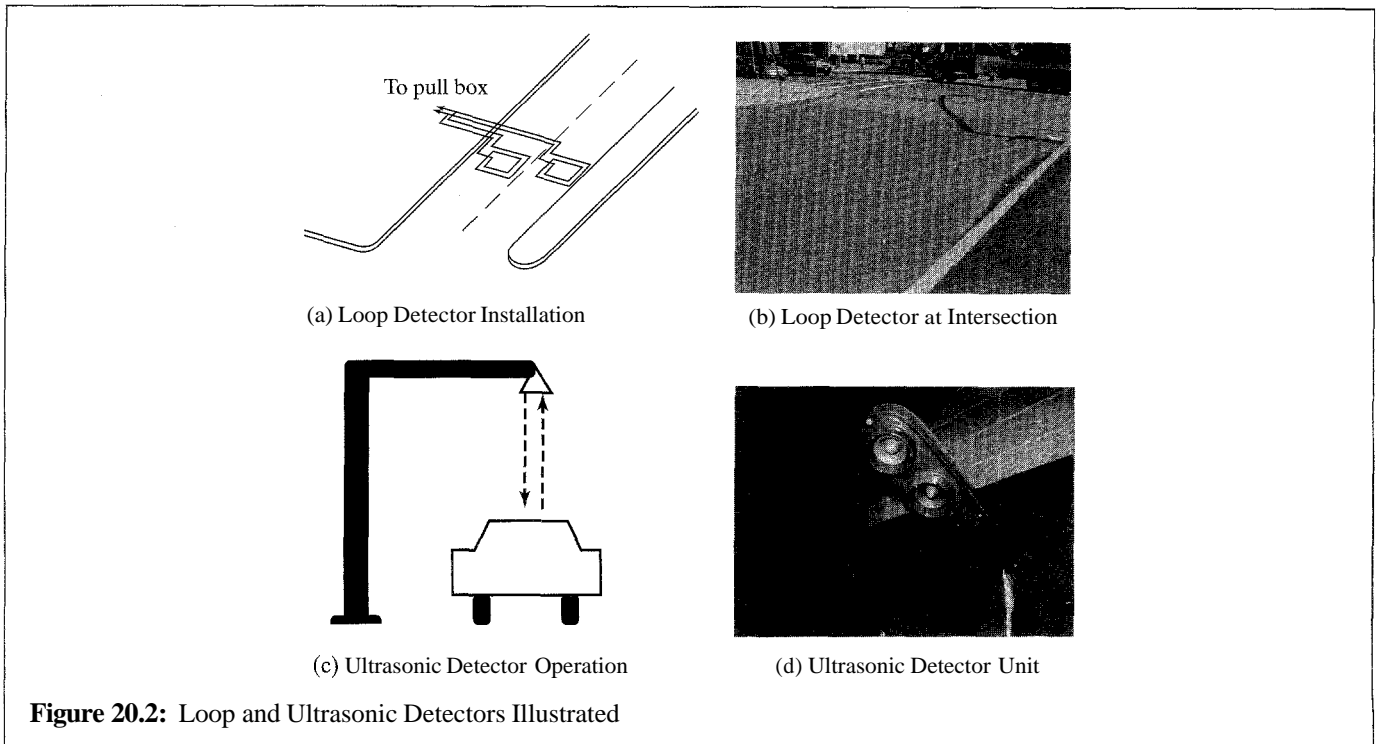 To pull box
(a) Loop Detector Installation
(b) Loop Detector at Intersection
(c) Ultrasonic Detector Operation
(d) Ultrasonic Detector Unit
Figure 20.2: Loop and Ultrasonic Detectors Illustrated